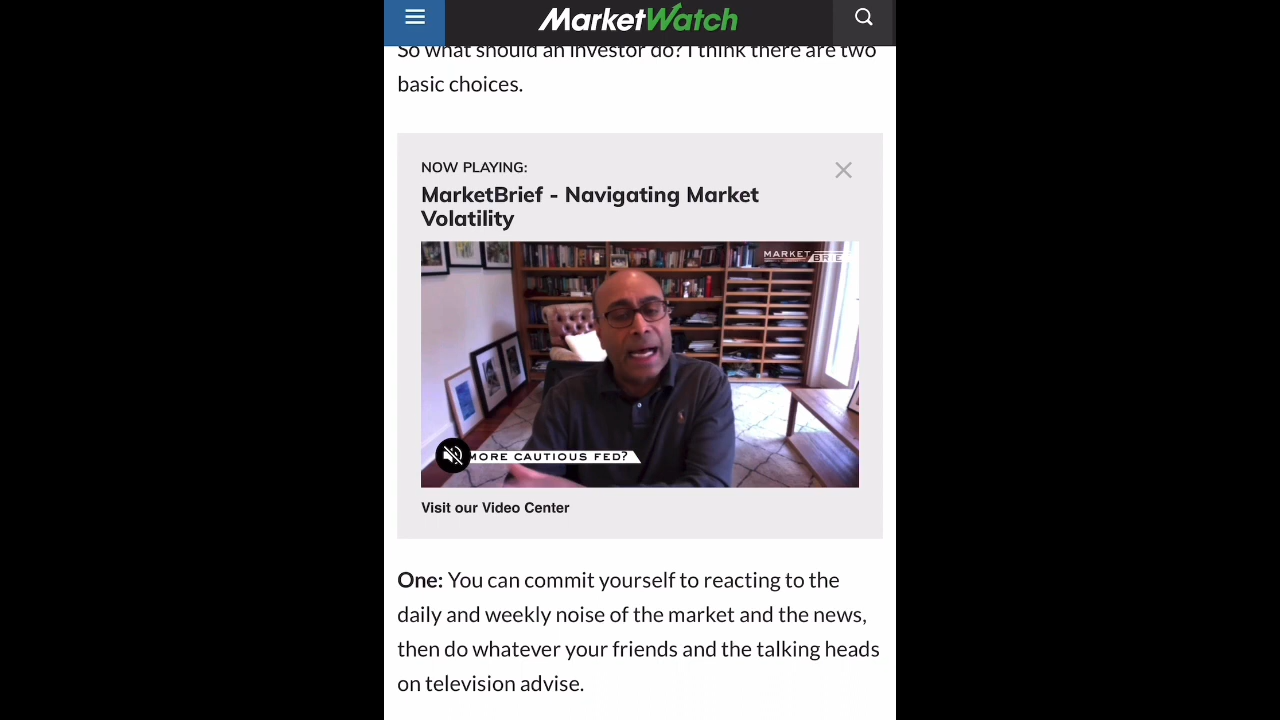 MarketWatch
So what should an investor do? I think there are two
basic choices.
NOW PLAYING:
MarketBrief - Navigating Market
Volatility
MARKET
BRIEF
MORE CAUTIOUS FED?
Visit our Video Center
One: You can commit yourself to reacting to the
daily and weekly noise of the market and the news,
then do whatever your friends and the talking heads
on television advise.